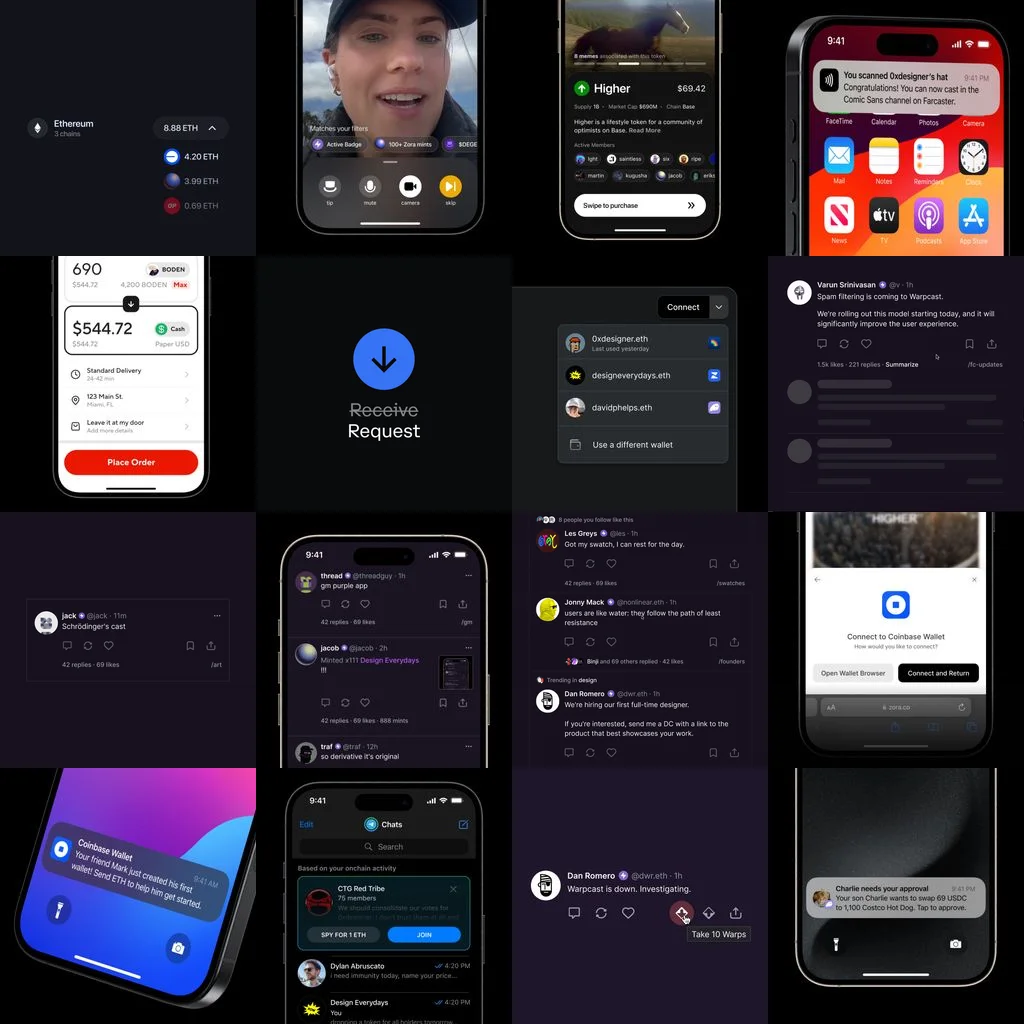 Ethereum
3 chains
8.88 ETH
4.20 ETH
3.99 ETH
OP
0.69 ETH
Matches your filters
Active Badge
100+ Zora mints
$DEGE
tip
mute
camera
skip
8 memes associated with this token
Higher
$69.42
Supply 1B · Market Cap $690M · Chain Base
Higher is a lifestyle token for a community of
optimists on Base. Read More
Active Members
light
saintless
six
ripe
martin
kugusha
jacob
eriks
Swipe to purchase
9:41
You scanned 0xdesigner's hat
9:41 PM
Congratulations! You can now cast in the
Comic Sans channel on Farcaster.
FaceTime
Calendar
Photos
Camera
Mail
Notes
Reminders
Clock
tv
News
TV
Podcasts
App Store
690
BODEN
$544.72
4,200 BODEN
Max
$544.72
Cash
$544.72
Paper USD
Standard Delivery
24-42 min
123 Main St.
Miami, FL
Leave it at my door
Add more details
Place Order
Receive
Request
Connect
0xdesigner.eth
Last used yesterday
designeverydays.eth
davidphelps.eth
Use a different wallet
Varun Srinivasan @v · 1h
Spam filtering is coming to Warpcast.
We're rolling out this model starting today, and it will
significantly improve the user experience.
1.5k likes · 221 replies · Summarize
/fc-updates
jack @jack · 11m
Schrödinger's cast
42 replies · 69 likes
/art
9:41
thread @threadguy · 1h
gm purple app
42 replies · 69 likes
/gm
jacob @jacob · 2h
Minted x111 Design Everydays
!!!
42 replies · 69 likes · 888 mints
traf @traf · 12h
so derivative it's original
8 people you follow like this
Les Greys @les · 1h
Got my swatch, I can rest for the day.
42 replies · 69 likes
/swatches
Jonny Mack @nonlinear.eth · 1h
users are like water: they follow the path of least
resistance
Binji and 69 others replied · 42 likes
/founders
Trending in design
Dan Romero @dwr.eth · 1h
We're hiring our first full-time designer.
If you're interested, send me a DC with a link to the
product that best showcases your work.
HIGHER
Connect to Coinbase Wallet
How would you like to connect?
Open Wallet Browser
Connect and Return
AA
zora.co
Coinbase Wallet
9:41 AM
Your friend Mark just created his first
wallet! Send ETH to help him get started.
9:41
Edit
Chats
Search
Based on your onchain activity
CTG Red Tribe
75 members
We should consolidate our votes for
SPY FOR 1 ETH
JOIN
Dylan Abruscato
4:20 PM
i need immunity today, name your price...
Design Everydays
4:20 PM
You
dropping a token for all holders tomorrow
Dan Romero @dwr.eth · 1h
Warpcast is down. Investigating.
Take 10 Warps
Charlie needs your approval
9:41 PM
Your son Charlie wants to swap 69 USDC
to 1,100 Costco Hot Dog. Tap to approve.